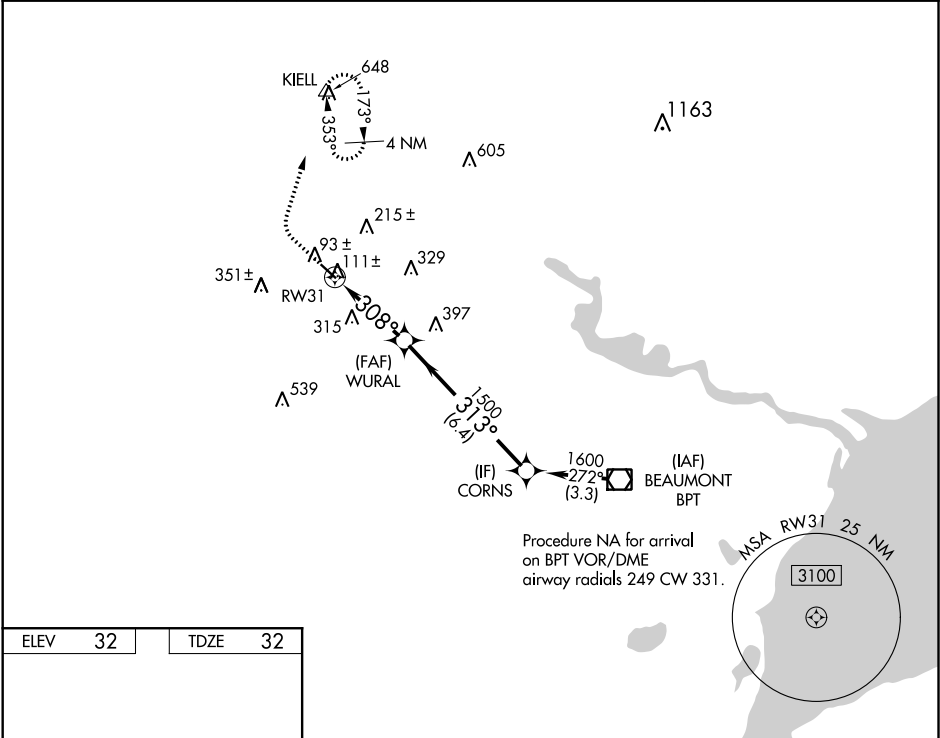 KIELL
648
1163
173°
353°
4 NM
605
215 ±
93 ±
111 ±
329
351 ±
RW31
308°
315
397
(FAF)
WURAL
539
1500
313°
(6.4)
(IF)
CORNS
1600
272°
(3.3)
(IAF)
BEAUMONT
BPT
Procedure NA for arrival
on BPT VOR/DME
airway radials 249 CW 331.
MSA RW31 25 NM
3100
ELEV 32
TDZE 32